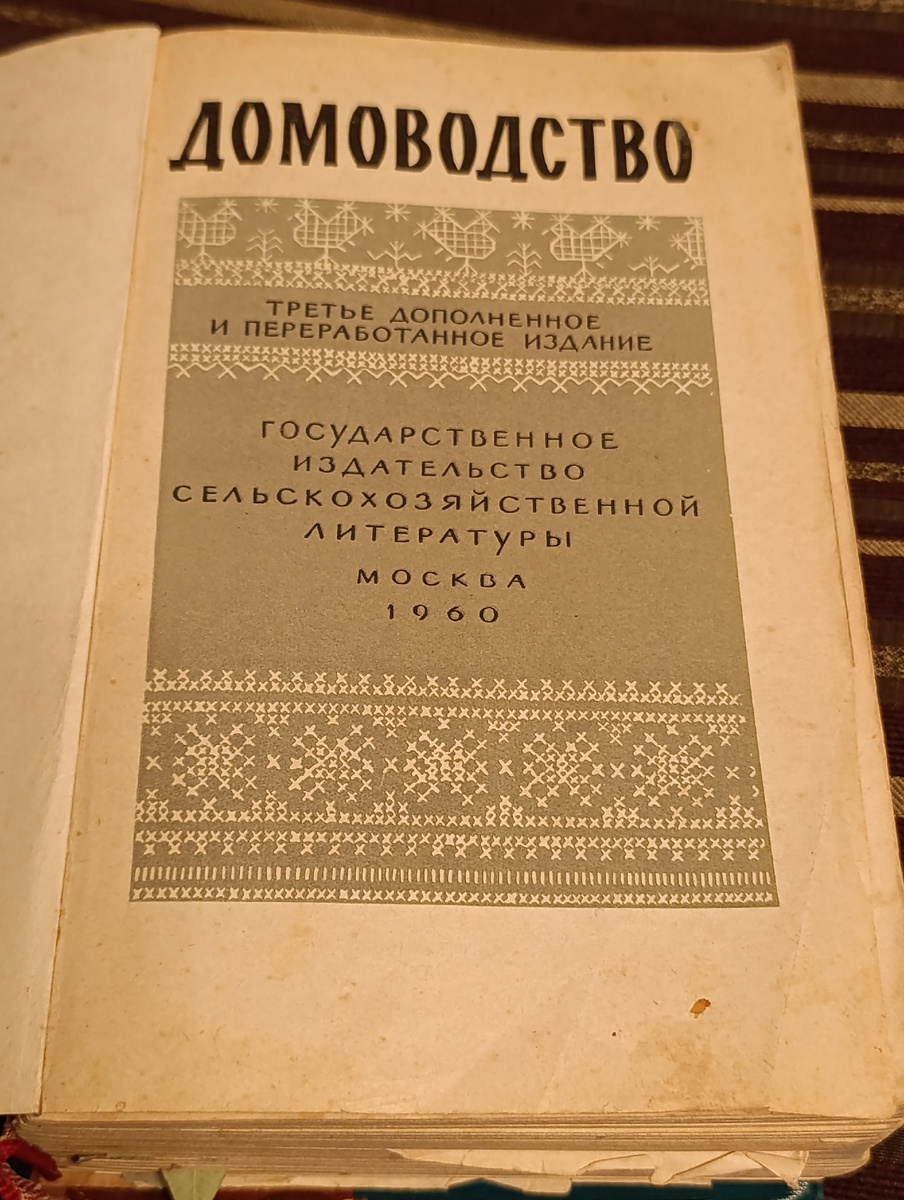 ДОМОВОДСТВО
ТРЕТЬЕ ДОПОЛНЕННОЕ
И ПЕРЕРАБОТАННОЕ ИЗДАНИЕ
ГОСУДАРСТВЕННОЕ
ИЗДАТЕЛЬСТВО
СЕЛЬСКОХОЗЯЙСТВЕННОЙ
ЛИТЕРАТУРЫ
МОСКВА
1960